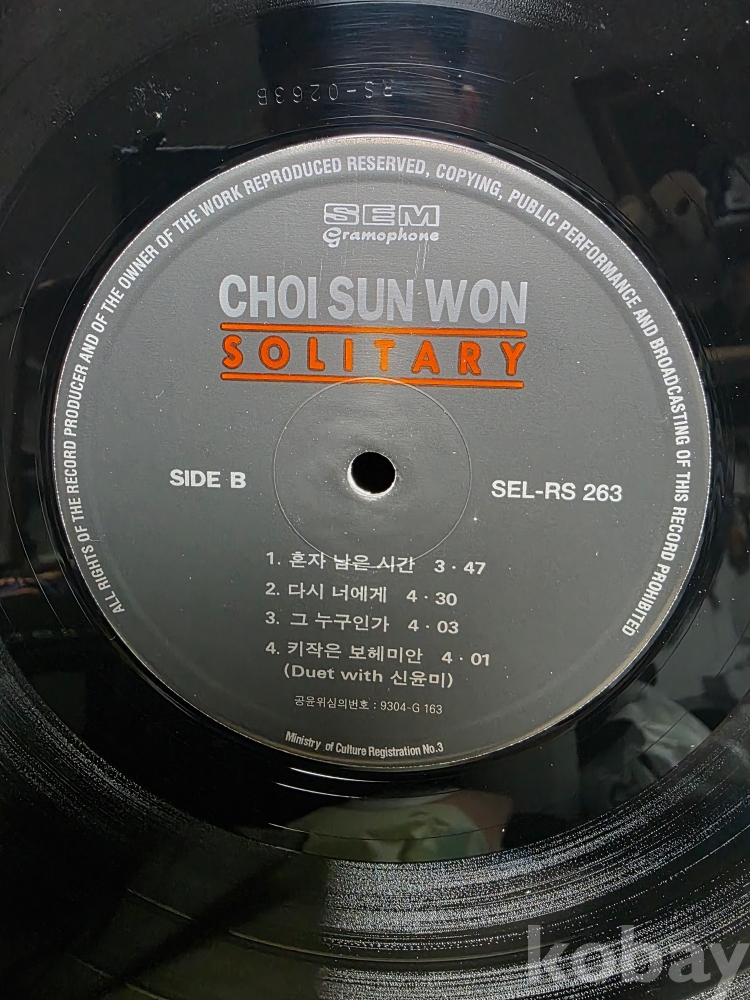 RS-0263B
ALL RIGHTS OF THE RECORD PRODUCER AND OF THE OWNER OF THE WORK REPRODUCED RESERVED, COPYING, PUBLIC PERFORMANCE AND BROADCASTING OF THIS RECORD PROHIBITED
SEM
Gramophone
CHOI SUN WON
SOLITARY
SIDE B
SEL-RS 263
1. 혼자 남은 시간 3·47
2. 다시 너에게 4·30
3. 그 누구인가 4·03
4. 키작은 보헤미안 4·01
(Duet with 신윤미)
공윤위심의번호 : 9304-G 163
Ministry of Culture Registration No.3
kobay